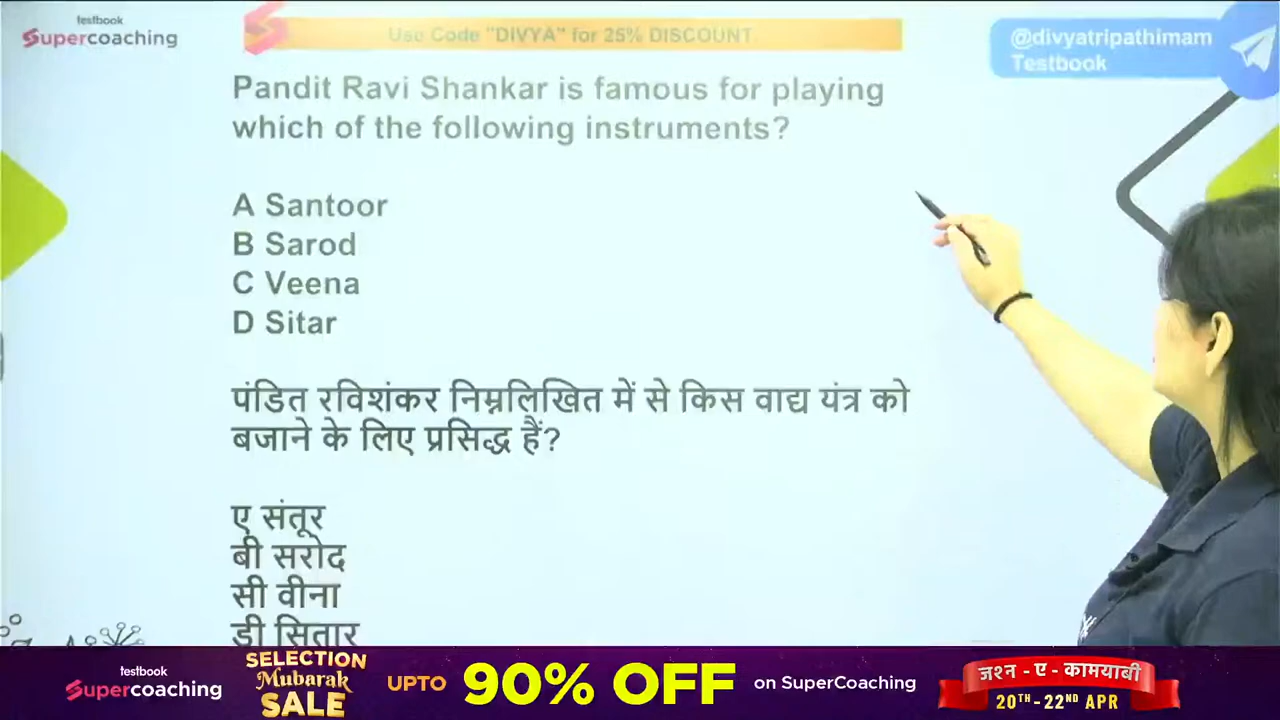 testbook
Supercoaching
Use Code "DIVYA" for 25% DISCOUNT
@divyatripathimam
Testbook
Pandit Ravi Shankar is famous for playing
which of the following instruments?
A Santoor
B Sarod
C Veena
D Sitar
पंडित रविशंकर निम्नलिखित में से किस वाद्य यंत्र को
बजाने के लिए प्रसिद्ध हैं?
ए संतूर
बी सरोद
सी वीना
डी सितार
testbook
Supercoaching
SELECTION
Mubarak
SALE
UPTO 90% OFF on SuperCoaching
जश्न - ए - कामयाबी
20TH - 22ND APR